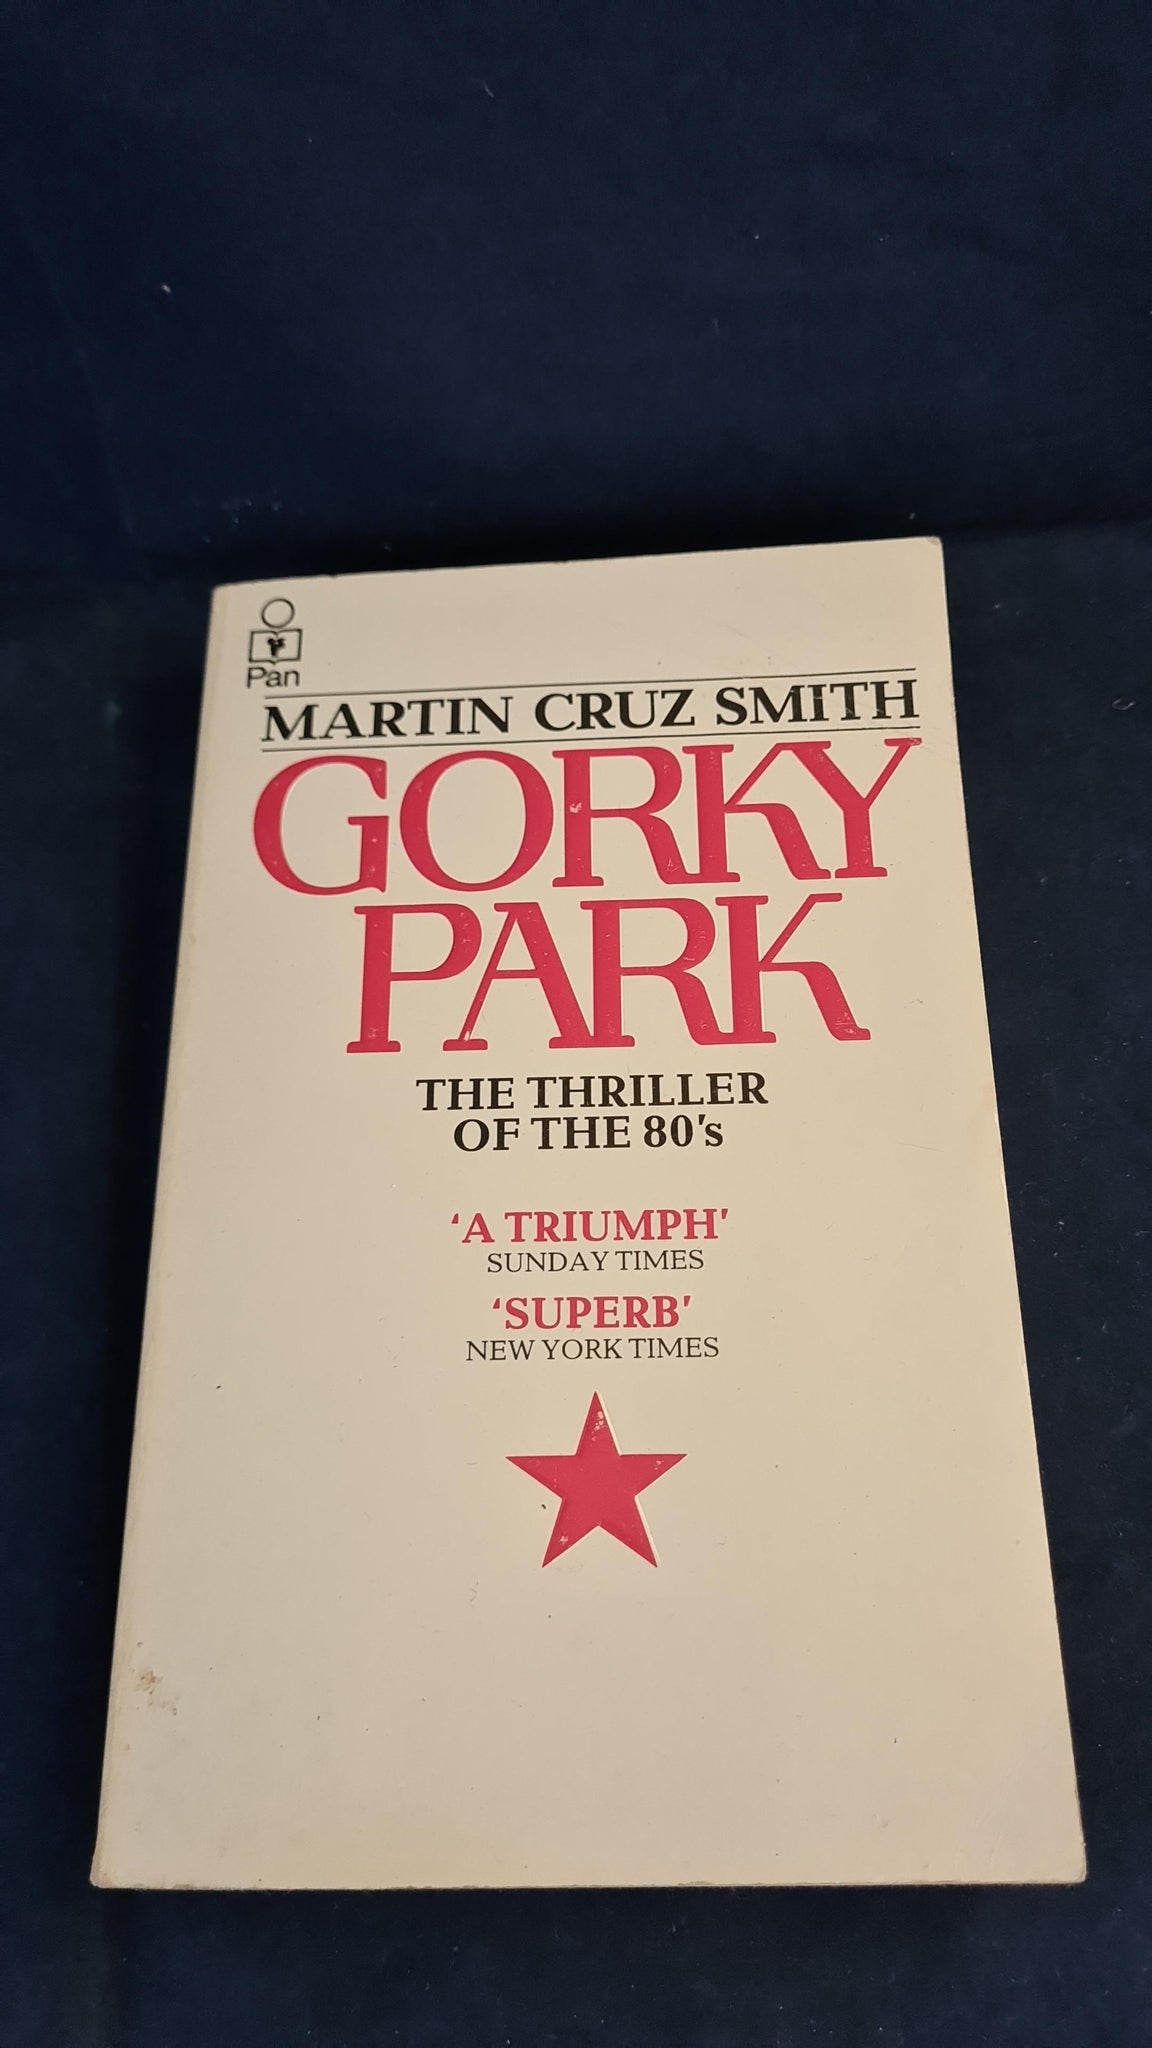 Pan
MARTIN CRUZ SMITH
GORKY
PARK
THE THRILLER
OF THE 80's
'A TRIUMPH'
SUNDAY TIMES
'SUPERB'
NEW YORK TIMES